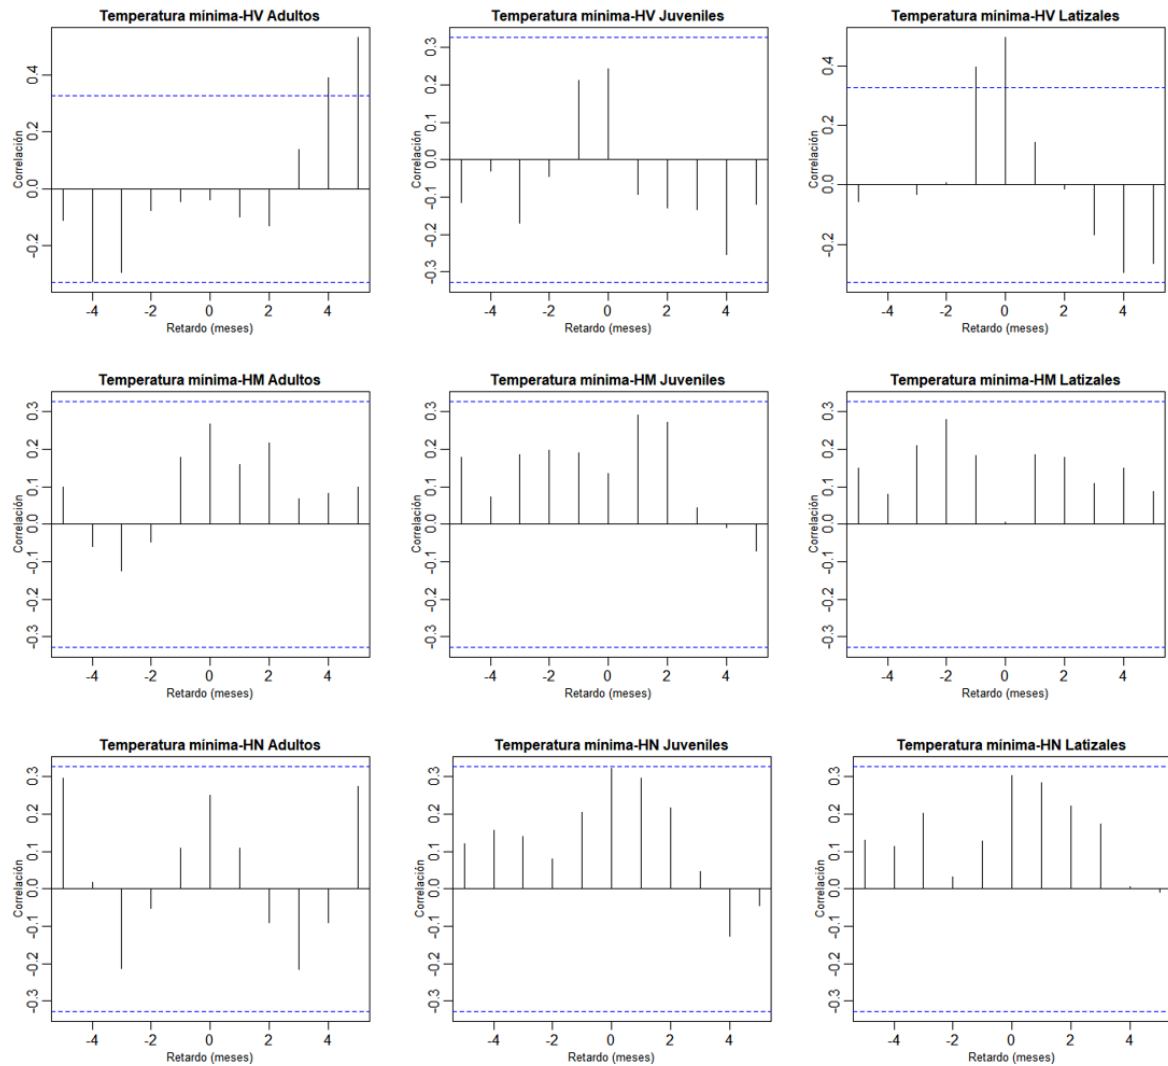 Temperatura mínima-HV Adultos
Correlación
0.4
0.2
0.0
-0.2
-4 -2 0 2 4
Retardo (meses)
Temperatura mínima-HV Juveniles
Correlación
0.3
0.2
0.1
0.0
-0.1
-0.2
-0.3
-4 -2 0 2 4
Retardo (meses)
Temperatura mínima-HV Latizales
Correlación
0.4
0.2
0.0
-0.2
-4 -2 0 2 4
Retardo (meses)
Temperatura mínima-HM Adultos
Correlación
0.3
0.2
0.1
0.0
-0.1
-0.2
-0.3
-4 -2 0 2 4
Retardo (meses)
Temperatura mínima-HM Juveniles
Correlación
0.3
0.2
0.1
0.0
-0.1
-0.2
-0.3
-4 -2 0 2 4
Retardo (meses)
Temperatura mínima-HM Latizales
Correlación
0.3
0.2
0.1
0.0
-0.1
-0.2
-0.3
-4 -2 0 2 4
Retardo (meses)
Temperatura mínima-HN Adultos
Correlación
0.3
0.2
0.1
0.0
-0.1
-0.2
-0.3
-4 -2 0 2 4
Retardo (meses)
Temperatura mínima-HN Juveniles
Correlación
0.3
0.2
0.1
0.0
-0.1
-0.2
-0.3
-4 -2 0 2 4
Retardo (meses)
Temperatura mínima-HN Latizales
Correlación
0.3
0.2
0.1
0.0
-0.1
-0.2
-0.3
-4 -2 0 2 4
Retardo (meses)